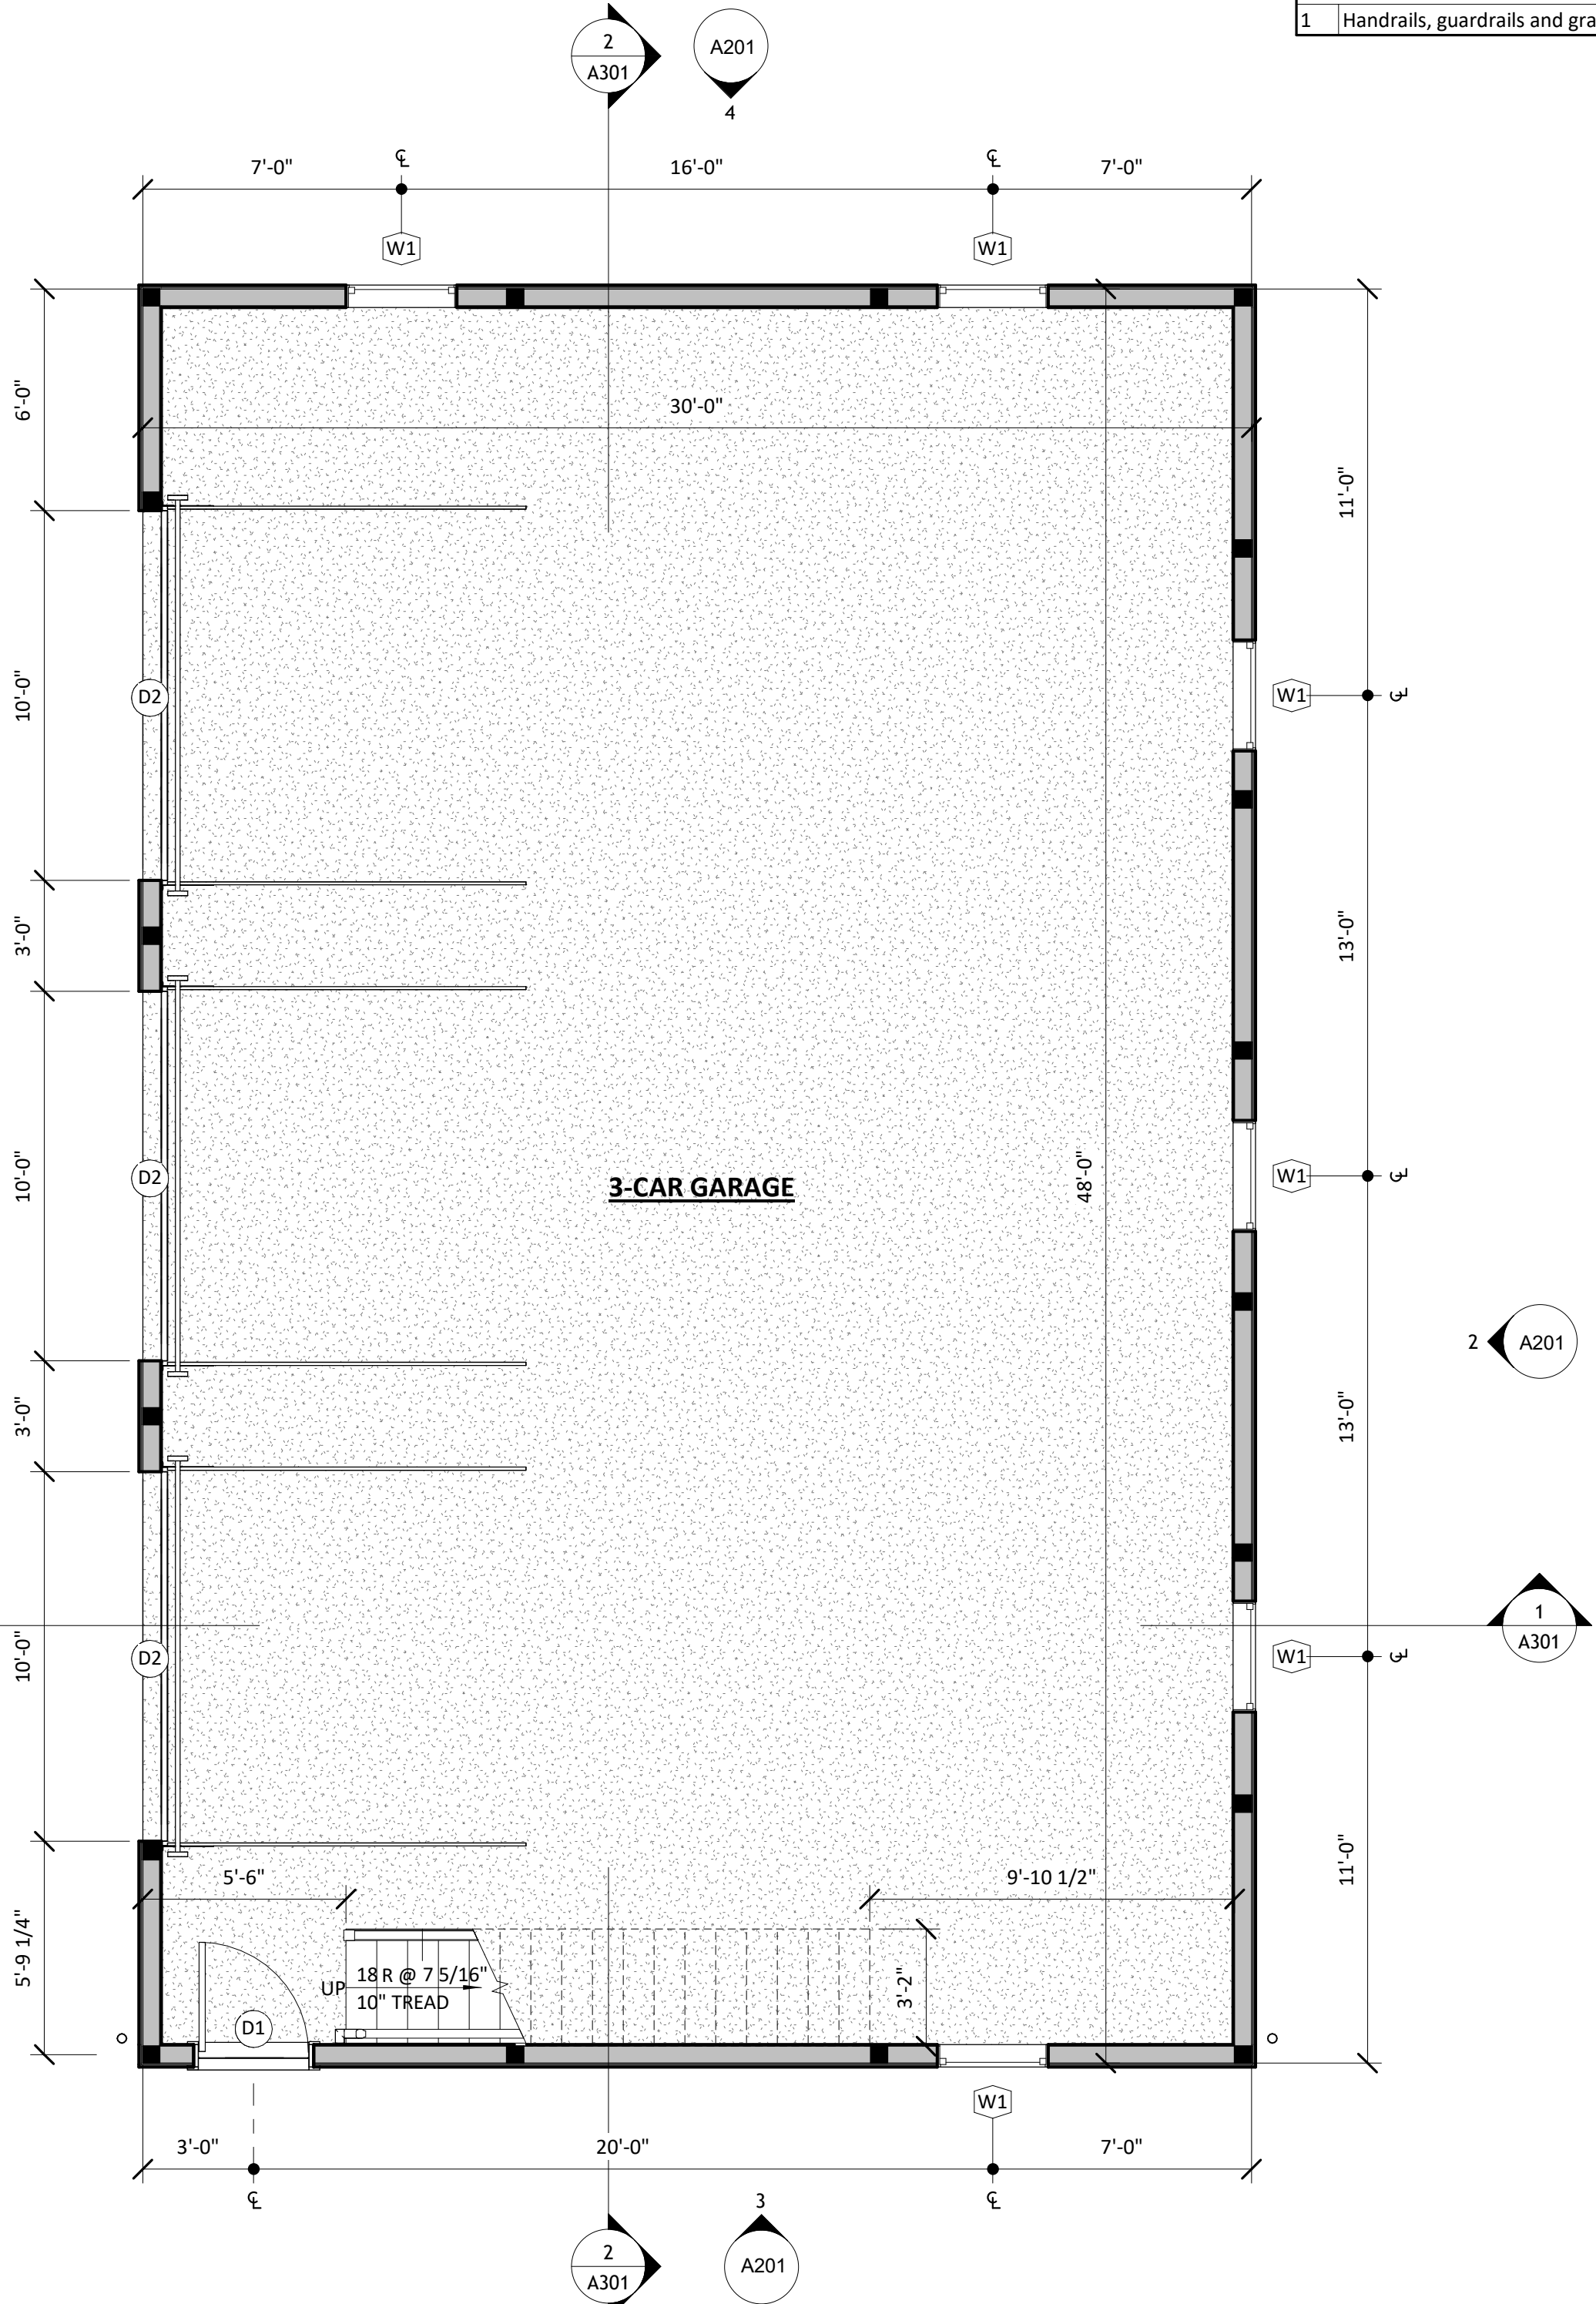 1 Handrails, guardrails and gra
2
A301
A201
4
7'-0" ℄ 16'-0" ℄ 7'-0"
W1 W1
6'-0"
30'-0"
11'-0"
10'-0"
D2
W1 ℄
3'-0"
13'-0"
10'-0"
D2
3-CAR GARAGE
48'-0"
W1 ℄
2 A201
3'-0"
13'-0"
10'-0"
D2
W1 ℄
1
A301
5'-9 1/4"
5'-6"
9'-10 1/2"
11'-0"
UP
18 R @ 7 5/16"
10" TREAD
3'-2"
D1
W1
3'-0" 20'-0" 7'-0"
℄ ℄
2
A301
3
A201